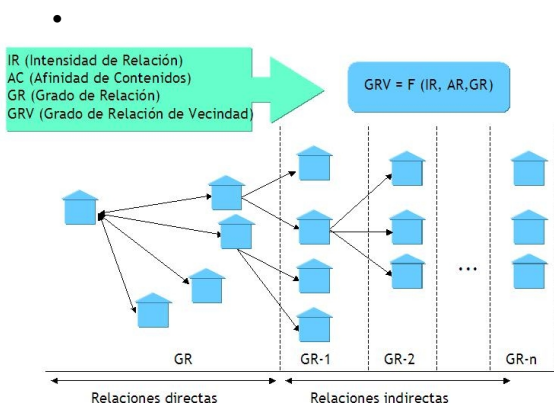 IR (Intensidad de Relación)
AC (Afinidad de Contenidos)
GR (Grado de Relación)
GRV (Grado de Relación de Vecindad)
GRV = F (IR, AR,GR)
...
GR GR-1 GR-2 GR-n
Relaciones directas Relaciones indirectas